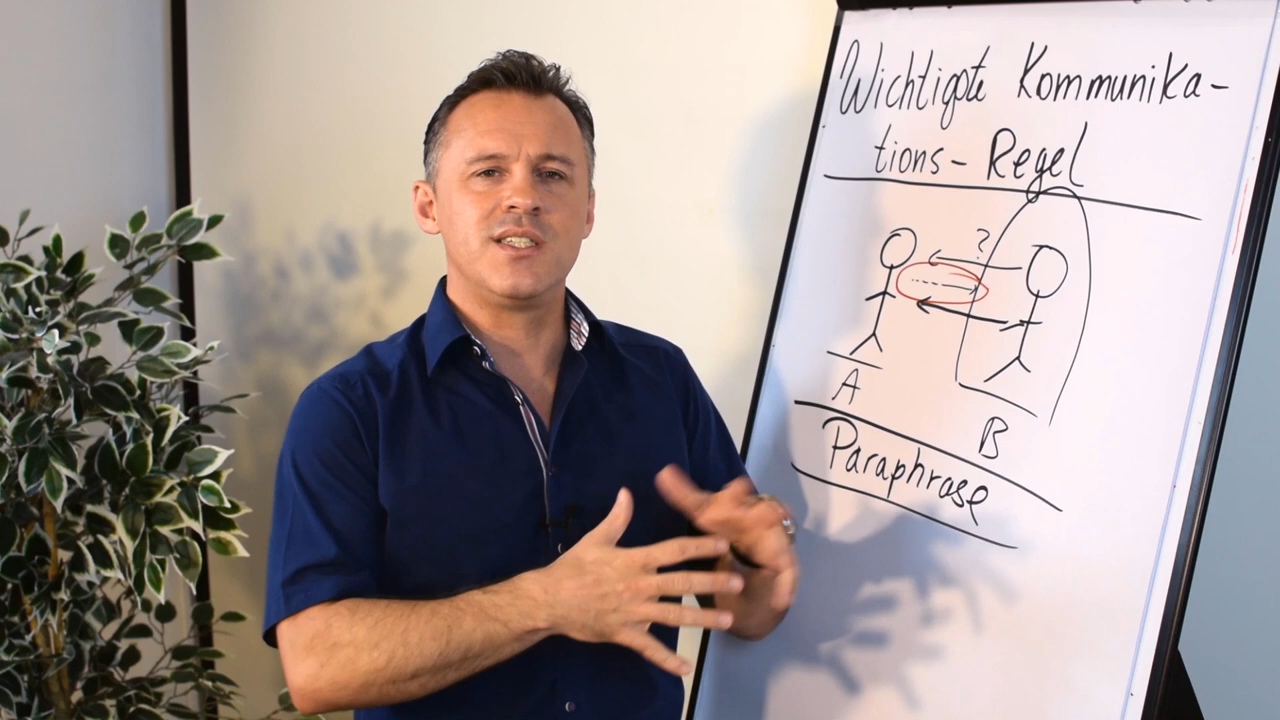 Wichtigste Kommunika-
tions-Regel
?
A
B
Paraphrase